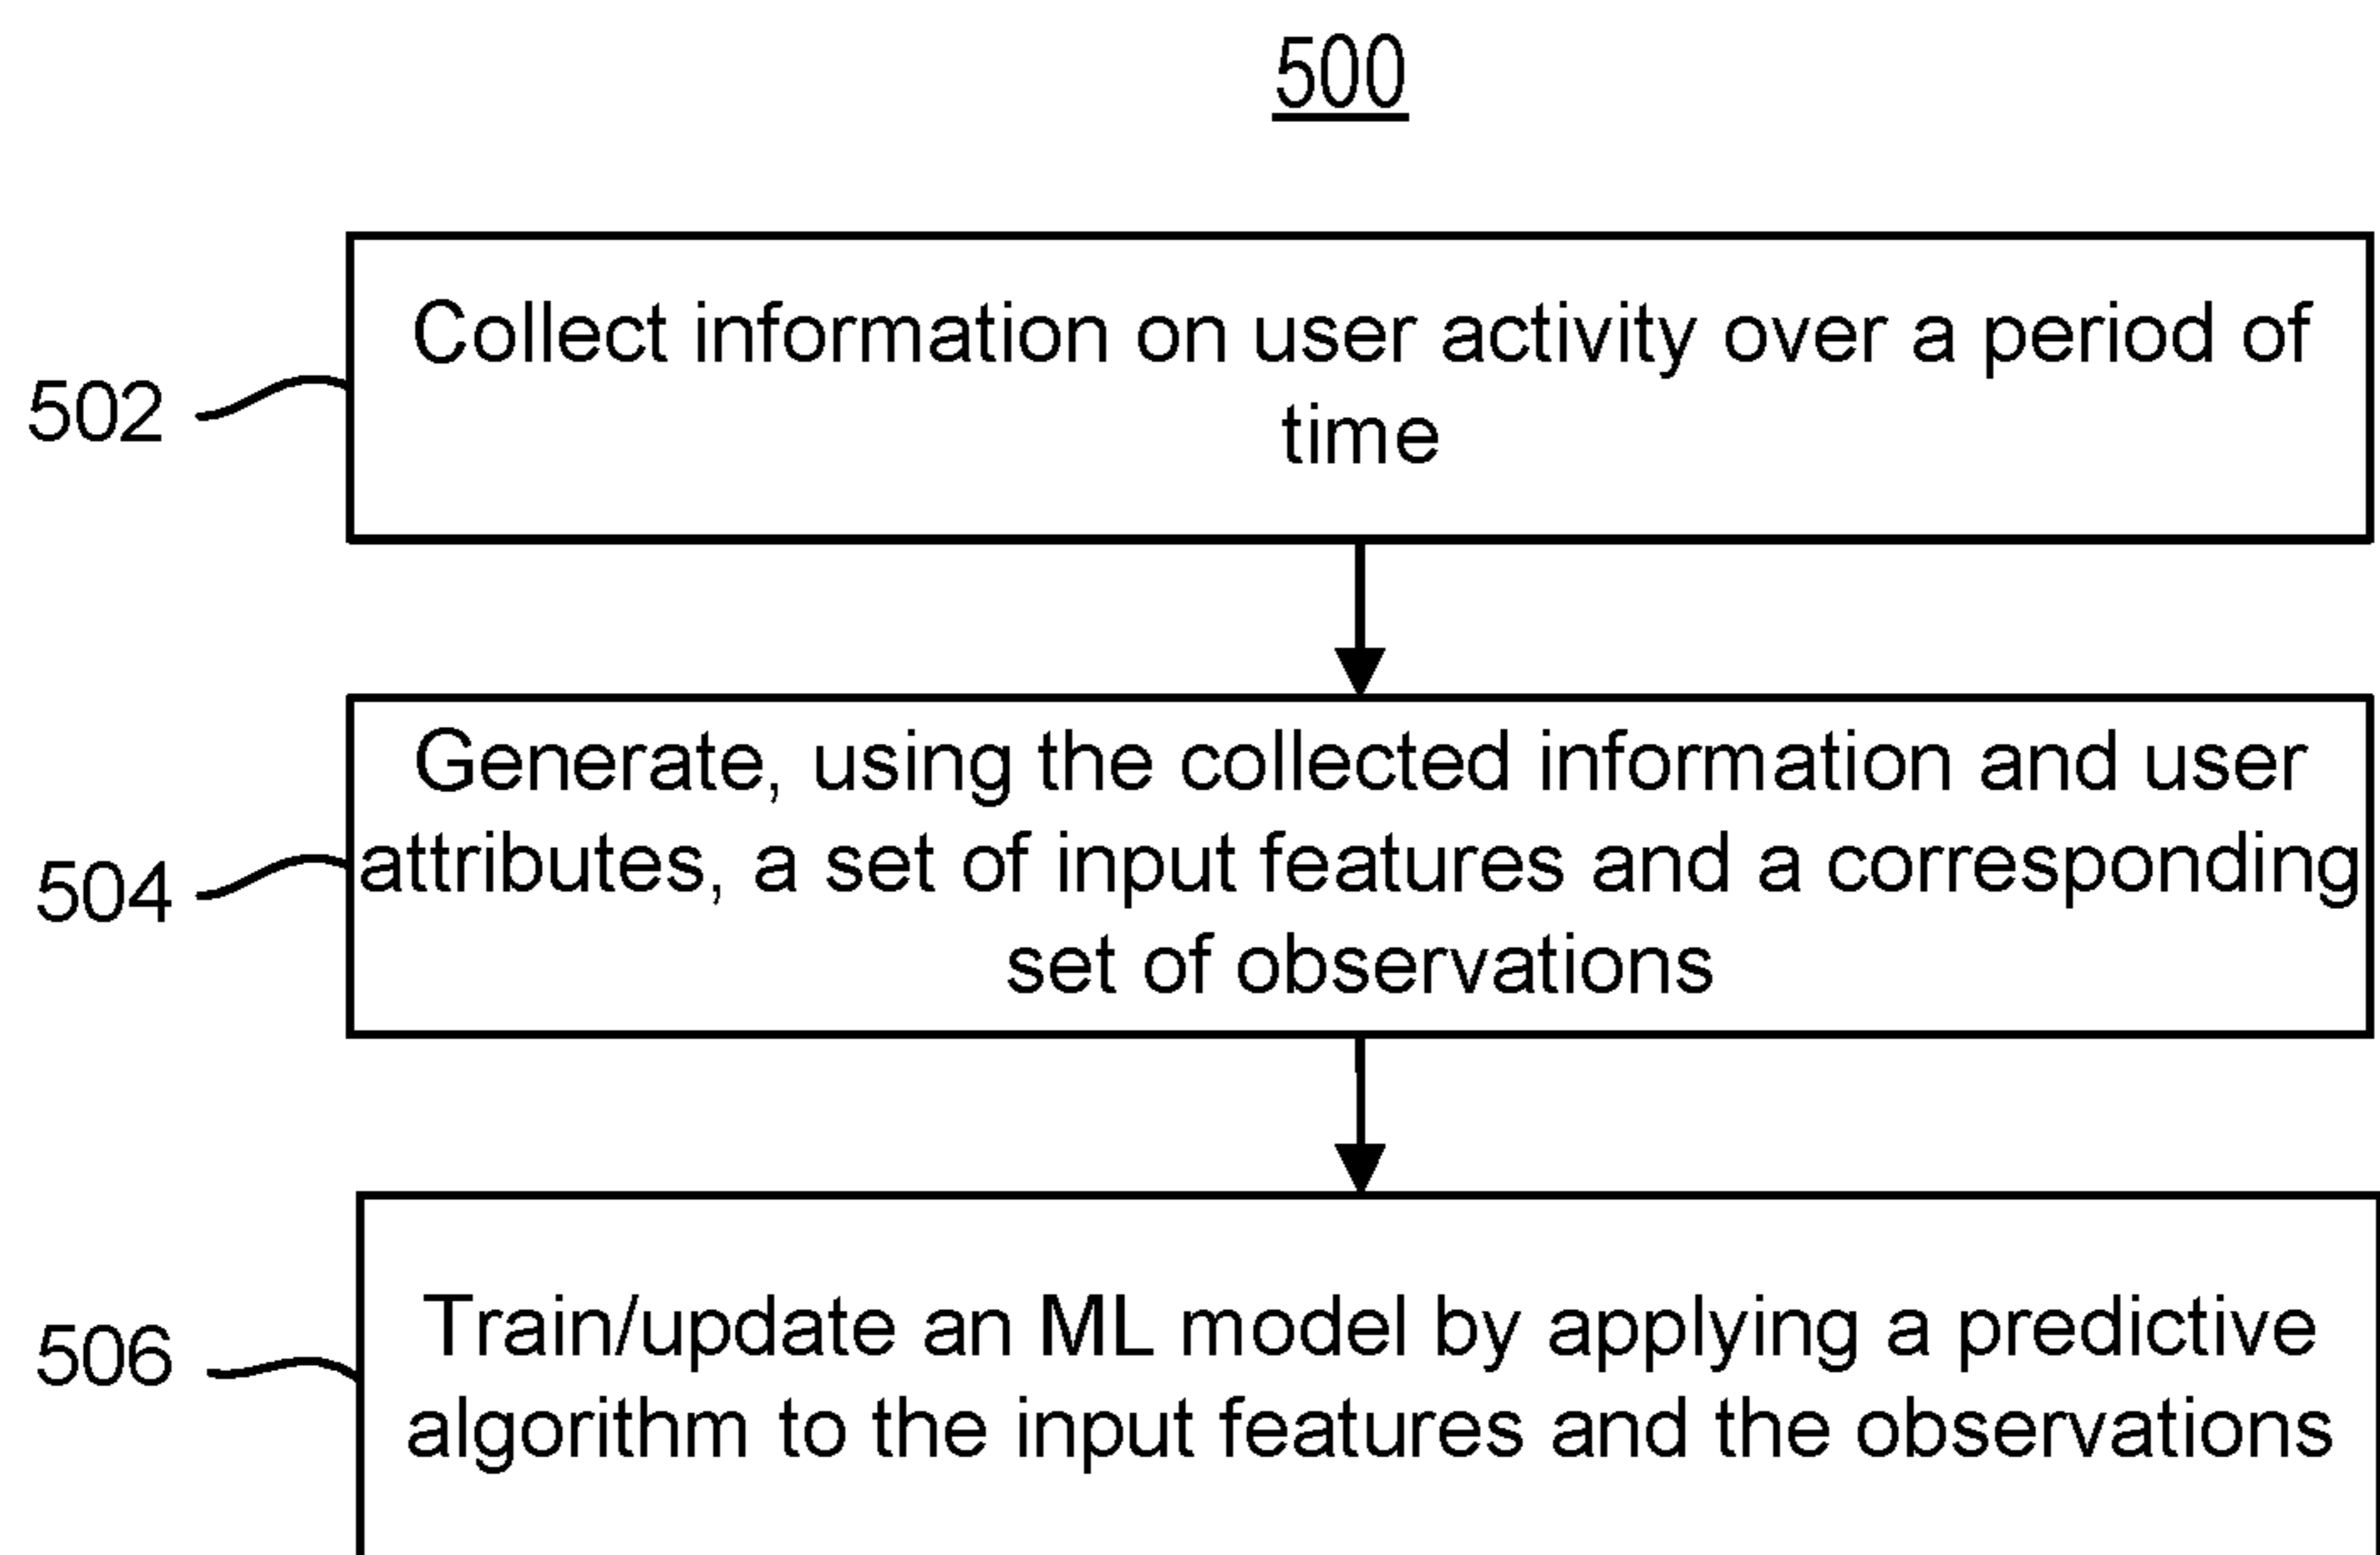 500
Collect information on user activity over a period of
time
502
Generate, using the collected information and user
attributes, a set of input features and a corresponding
set of observations
504
Train/update an ML model by applying a predictive
algorithm to the input features and the observations
506